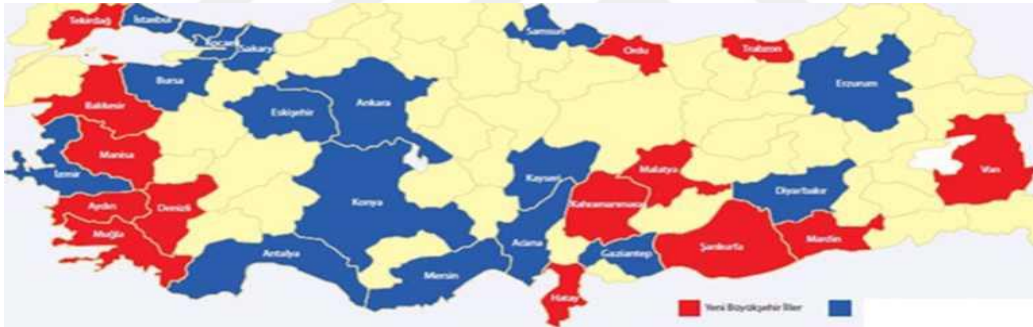 Tekirdağ
İstanbul
Kocaeli
Sakarya
Samsun
Ordu
Trabzon
Bursa
Balıkesir
Eskişehir
Ankara
Erzurum
Manisa
İzmir
Kayseri
Malatya
Van
Aydın
Denizli
Konya
Kahramanmaraş
Diyarbakır
Muğla
Antalya
Mersin
Adana
Gaziantep
Şanlıurfa
Mardin
Hatay
Yeni Büyükşehir İller